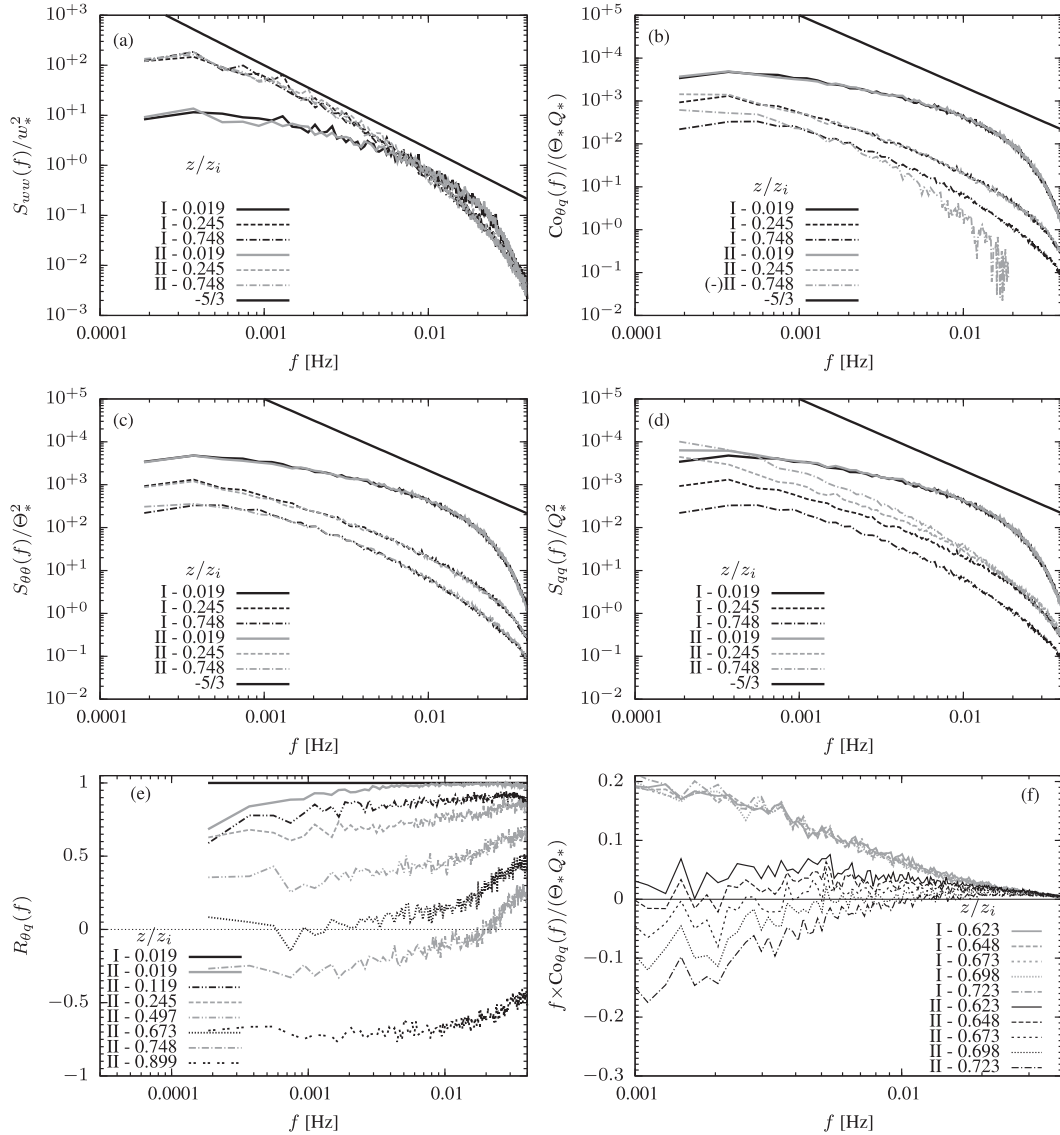 (a)
10^{+2}
10^{+1}
10^{+0}
10^{−1}
10^{−2}
10^{−3}
S_{ww}(f)/w_*^2
z/z_i
I - 0.019
I - 0.245
I - 0.748
II - 0.019
II - 0.245
II - 0.748
-5/3
0.0001
0.001
0.01
f [Hz]
(b)
10^{+5}
10^{+4}
10^{+3}
10^{+2}
10^{+1}
10^{+0}
10^{−1}
10^{−2}
Co_{θq}(f)/(Θ_*Q_*)
z/z_i
I - 0.019
I - 0.245
I - 0.748
II - 0.019
II - 0.245
(-)II - 0.748
-5/3
0.0001
0.001
0.01
f [Hz]
(c)
10^{+5}
10^{+4}
10^{+3}
10^{+2}
10^{+1}
10^{+0}
10^{−1}
10^{−2}
S_{θθ}(f)/Θ_*^2
z/z_i
I - 0.019
I - 0.245
I - 0.748
II - 0.019
II - 0.245
II - 0.748
-5/3
0.0001
0.001
0.01
f [Hz]
(d)
10^{+5}
10^{+4}
10^{+3}
10^{+2}
10^{+1}
10^{+0}
10^{−1}
10^{−2}
S_{qq}(f)/Q_*^2
z/z_i
I - 0.019
I - 0.245
I - 0.748
II - 0.019
II - 0.245
II - 0.748
-5/3
0.0001
0.001
0.01
f [Hz]
(e)
1
0.5
0
−0.5
−1
R_{θq}(f)
z/z_i
I - 0.019
II - 0.019
II - 0.119
II - 0.245
II - 0.497
II - 0.673
II - 0.748
II - 0.899
0.0001
0.001
0.01
f [Hz]
(f)
0.2
0.1
0
−0.1
−0.2
−0.3
f×Co_{θq}(f)/(Θ_*Q_*)
z/z_i
I - 0.623
I - 0.648
I - 0.673
I - 0.698
I - 0.723
II - 0.623
II - 0.648
II - 0.673
II - 0.698
II - 0.723
0.001
0.01
f [Hz]